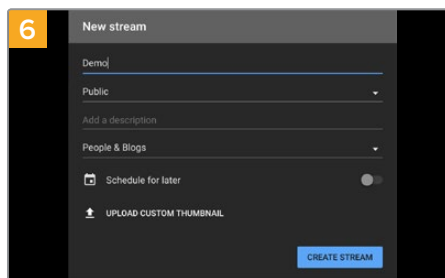 6
New stream
Demo
Public
Add a description
People & Blogs
Schedule for later
UPLOAD CUSTOM THUMBNAIL
CREATE STREAM